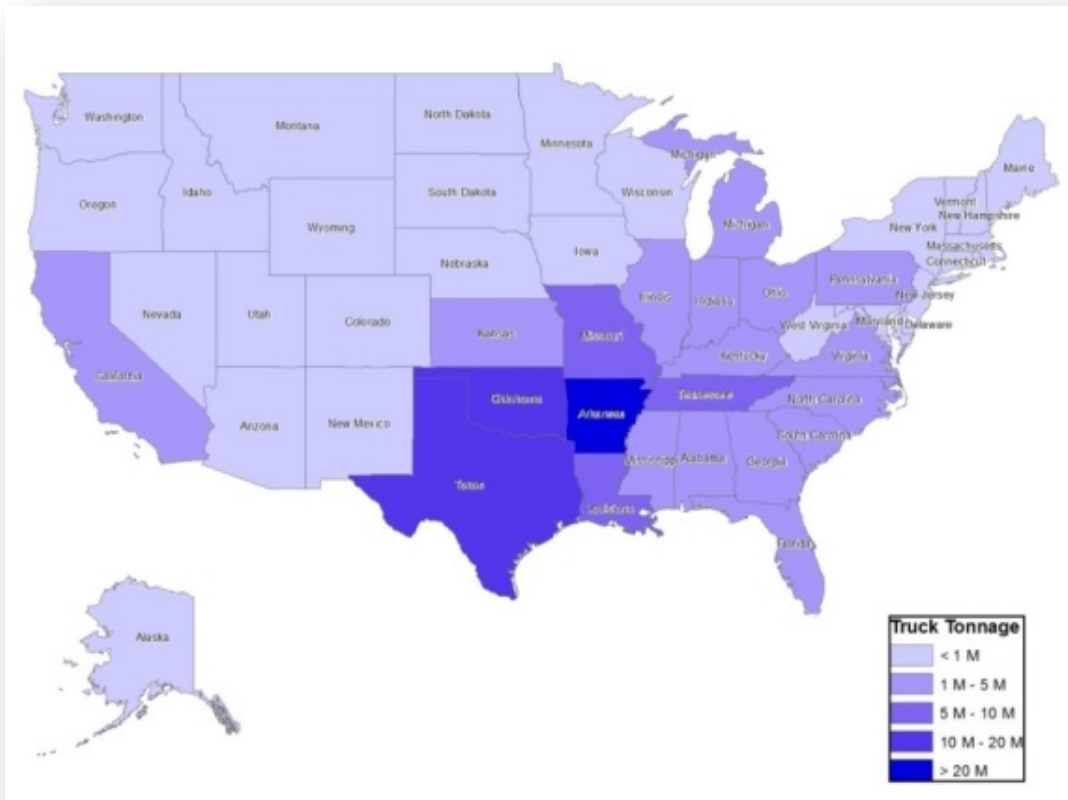 Washington
Montana
North Dakota
Minnesota
Maine
Michigan
Oregon
Idaho
South Dakota
Wisconsin
Vermont
New Hampshire
Wyoming
Michigan
New York
Massachusetts
Iowa
Connecticut
Nebraska
Pennsylvania
Nevada
Utah
Colorado
Illinois
Indiana
Ohio
New Jersey
Kansas
Missouri
West Virginia
Maryland
Delaware
Kentucky
Virginia
California
Arizona
New Mexico
Oklahoma
Arkansas
Tennessee
North Carolina
South Carolina
Mississippi
Alabama
Georgia
Texas
Louisiana
Florida
Alaska
Truck Tonnage
< 1 M
1 M - 5 M
5 M - 10 M
10 M - 20 M
> 20 M